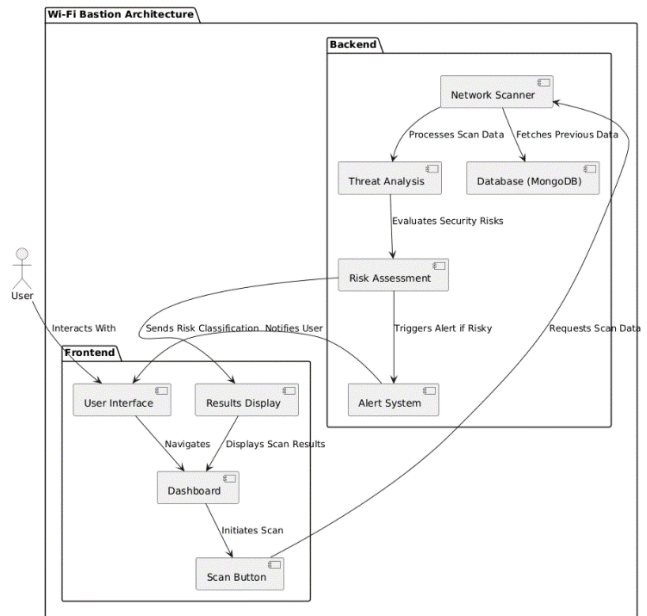 Wi-Fi Bastion Architecture
Backend
Network Scanner
Processes Scan Data
Fetches Previous Data
Threat Analysis
Database (MongoDB)
Evaluates Security Risks
Risk Assessment
User
Interacts With
Sends Risk Classification
Notifies User
Triggers Alert if Risky
Requests Scan Data
Frontend
User Interface
Results Display
Alert System
Navigates
Displays Scan Results
Dashboard
Initiates Scan
Scan Button